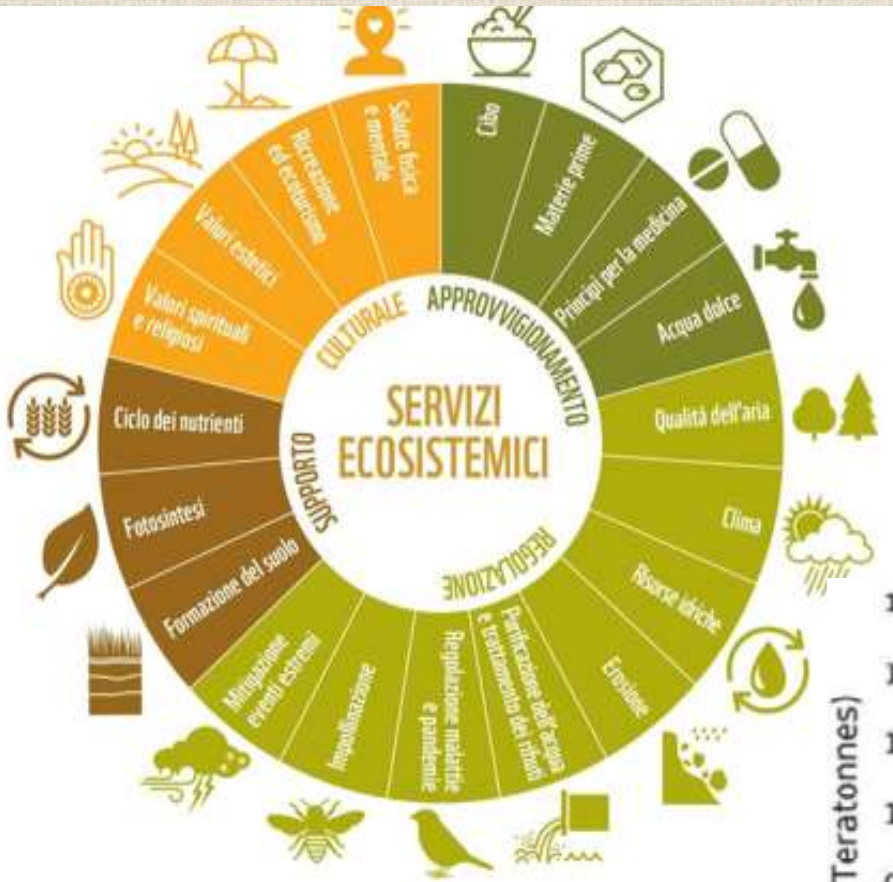 SERVIZI
ECOSISTEMICI
APPROVVIGIONAMENTO
Cibo
Materie prime
Principi per la medicina
Acqua dolce
REGOLAZIONE
Qualità dell'aria
Clima
Risorse idriche
Erosione
Purificazione dell'acqua
e trattamento dei rifiuti
Regolazione malattie
e pandemie
Impollinazione
Mitigazione
eventi estremi
SUPPORTO
Formazione del suolo
Fotosintesi
Ciclo dei nutrienti
CULTURALE
Valori spirituali
e religiosi
Valori estetici
Ricreazione
ed ecoturismo
Salute fisica
e mentale
Teratonnes)